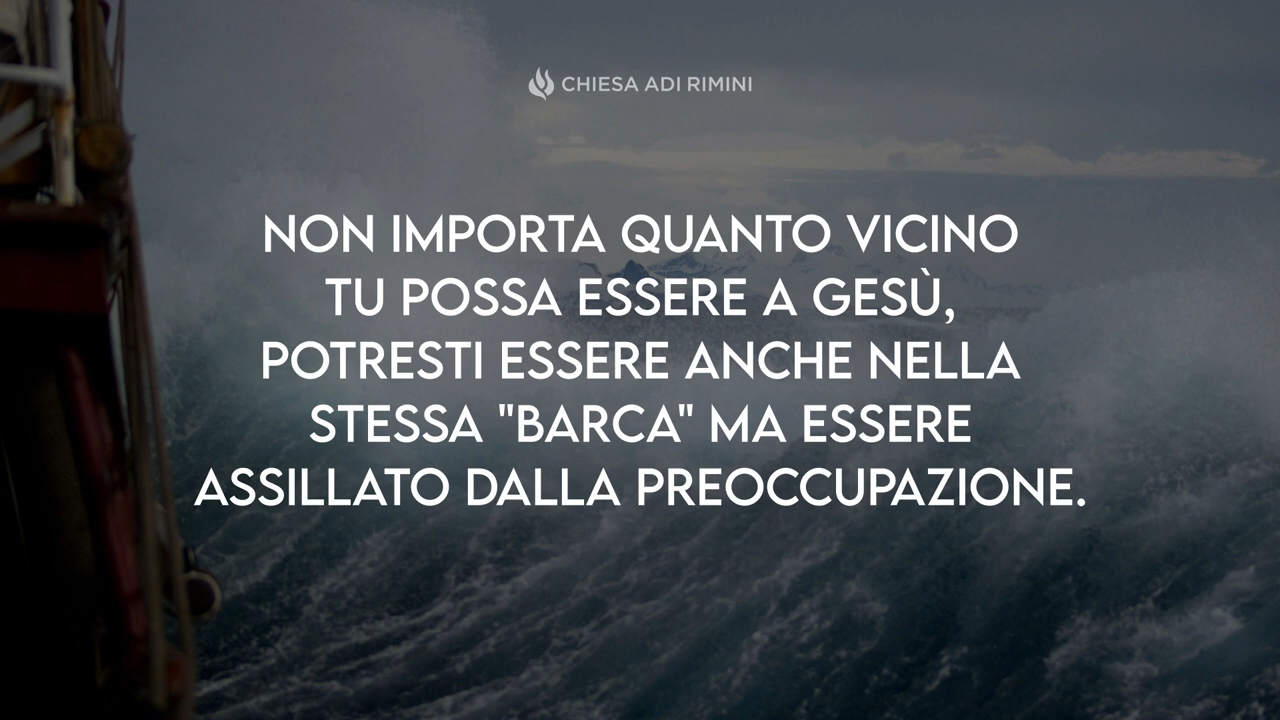 CHIESA ADI RIMINI
NON IMPORTA QUANTO VICINO
TU POSSA ESSERE A GESÙ,
POTRESTI ESSERE ANCHE NELLA
STESSA "BARCA" MA ESSERE
ASSILLATO DALLA PREOCCUPAZIONE.